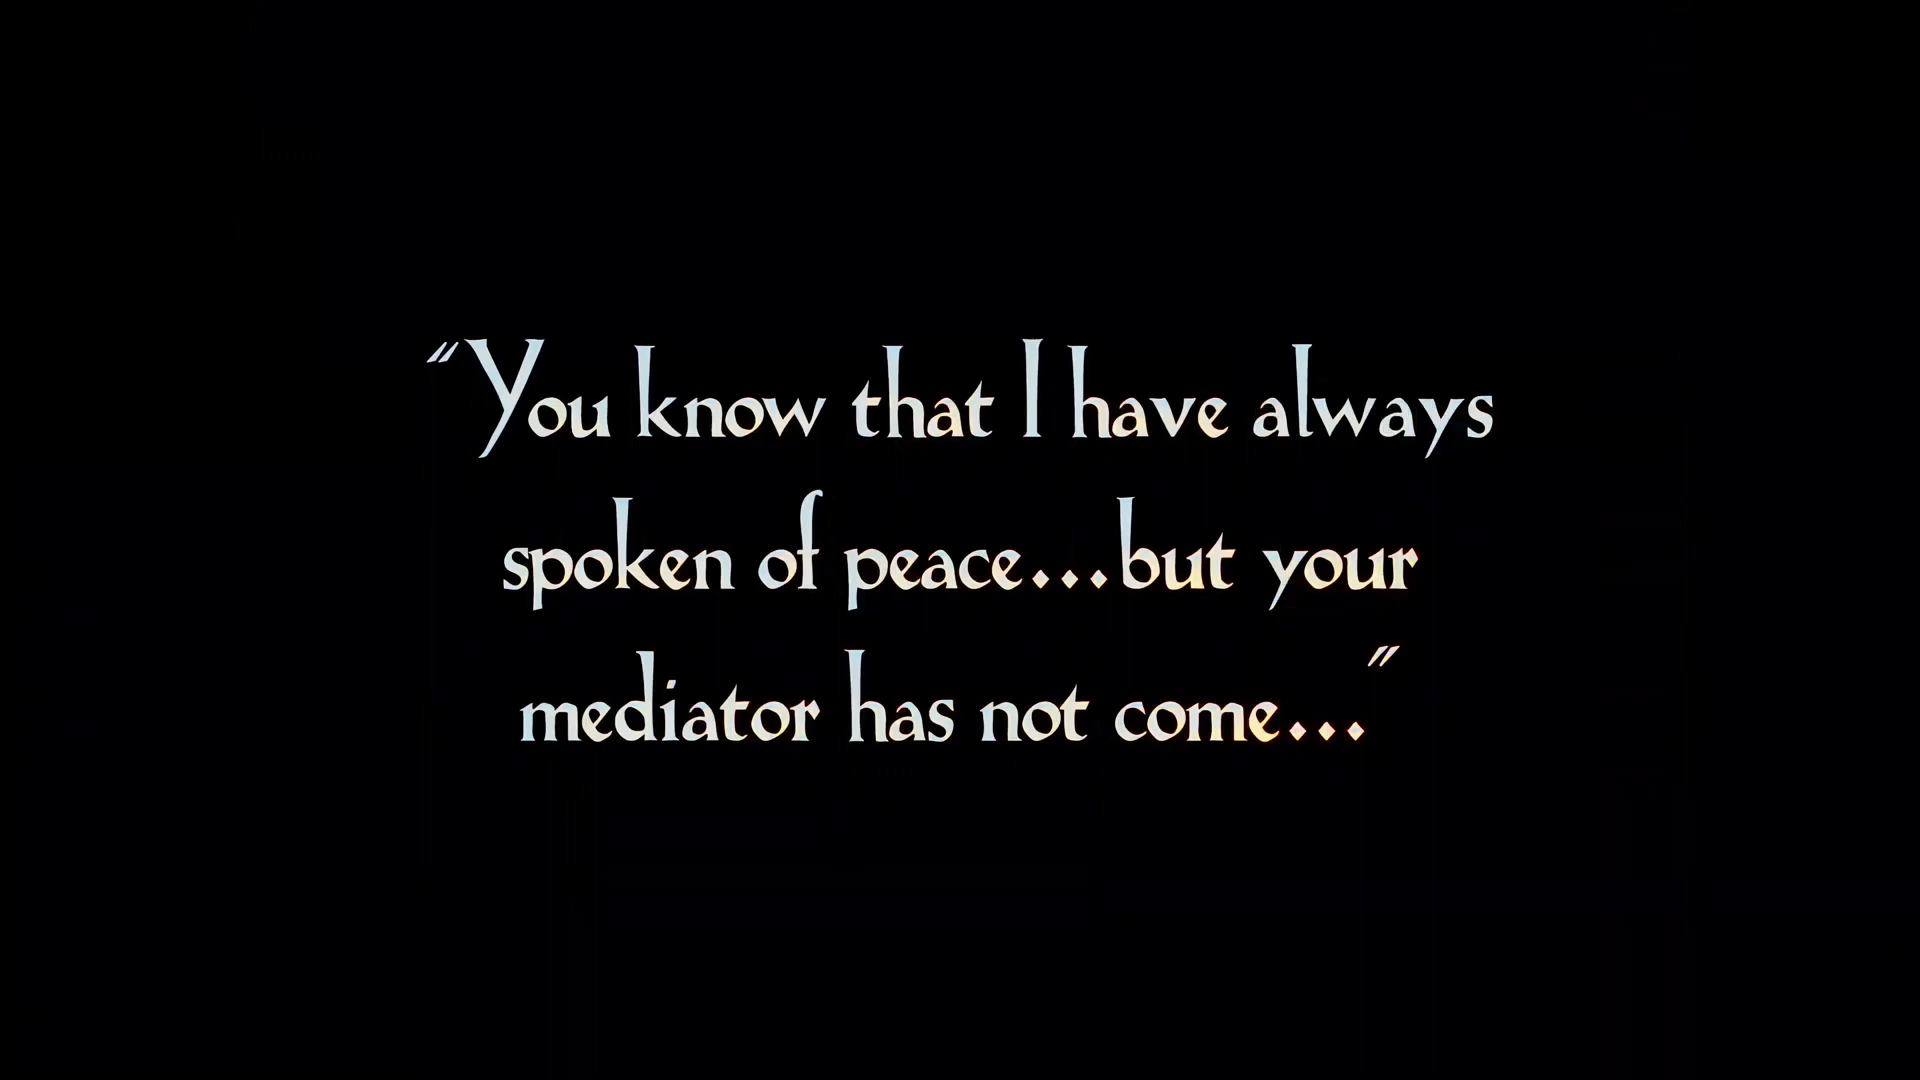 "You know that I have always
spoken of peace...but your
mediator has not come..."